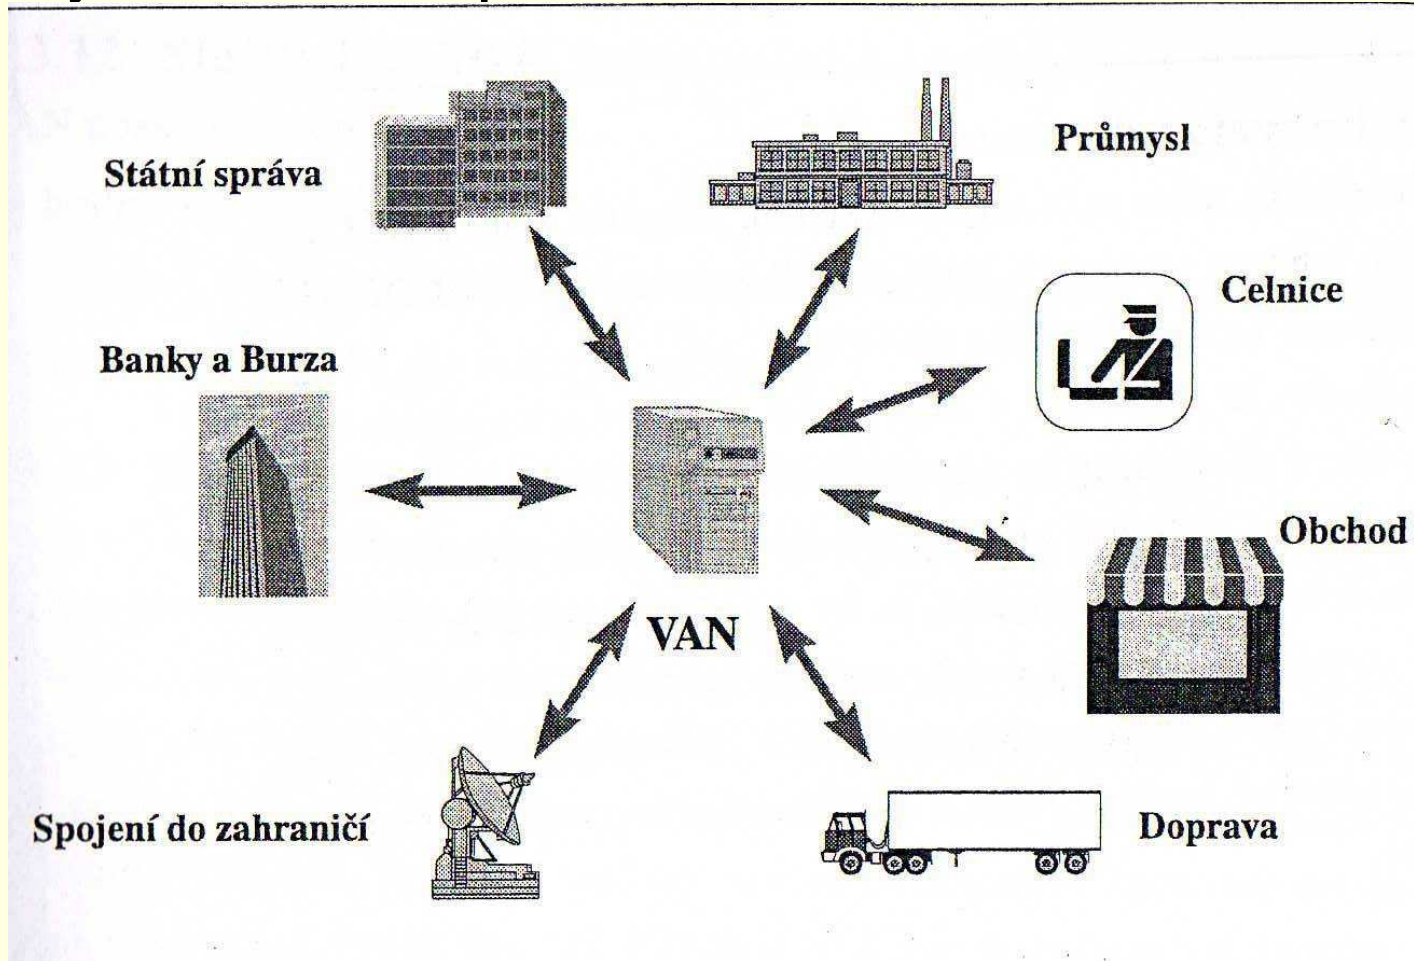 Státní správa
Průmysl
Celnice
Banky a Burza
Obchod
VAN
Spojení do zahraničí
Doprava